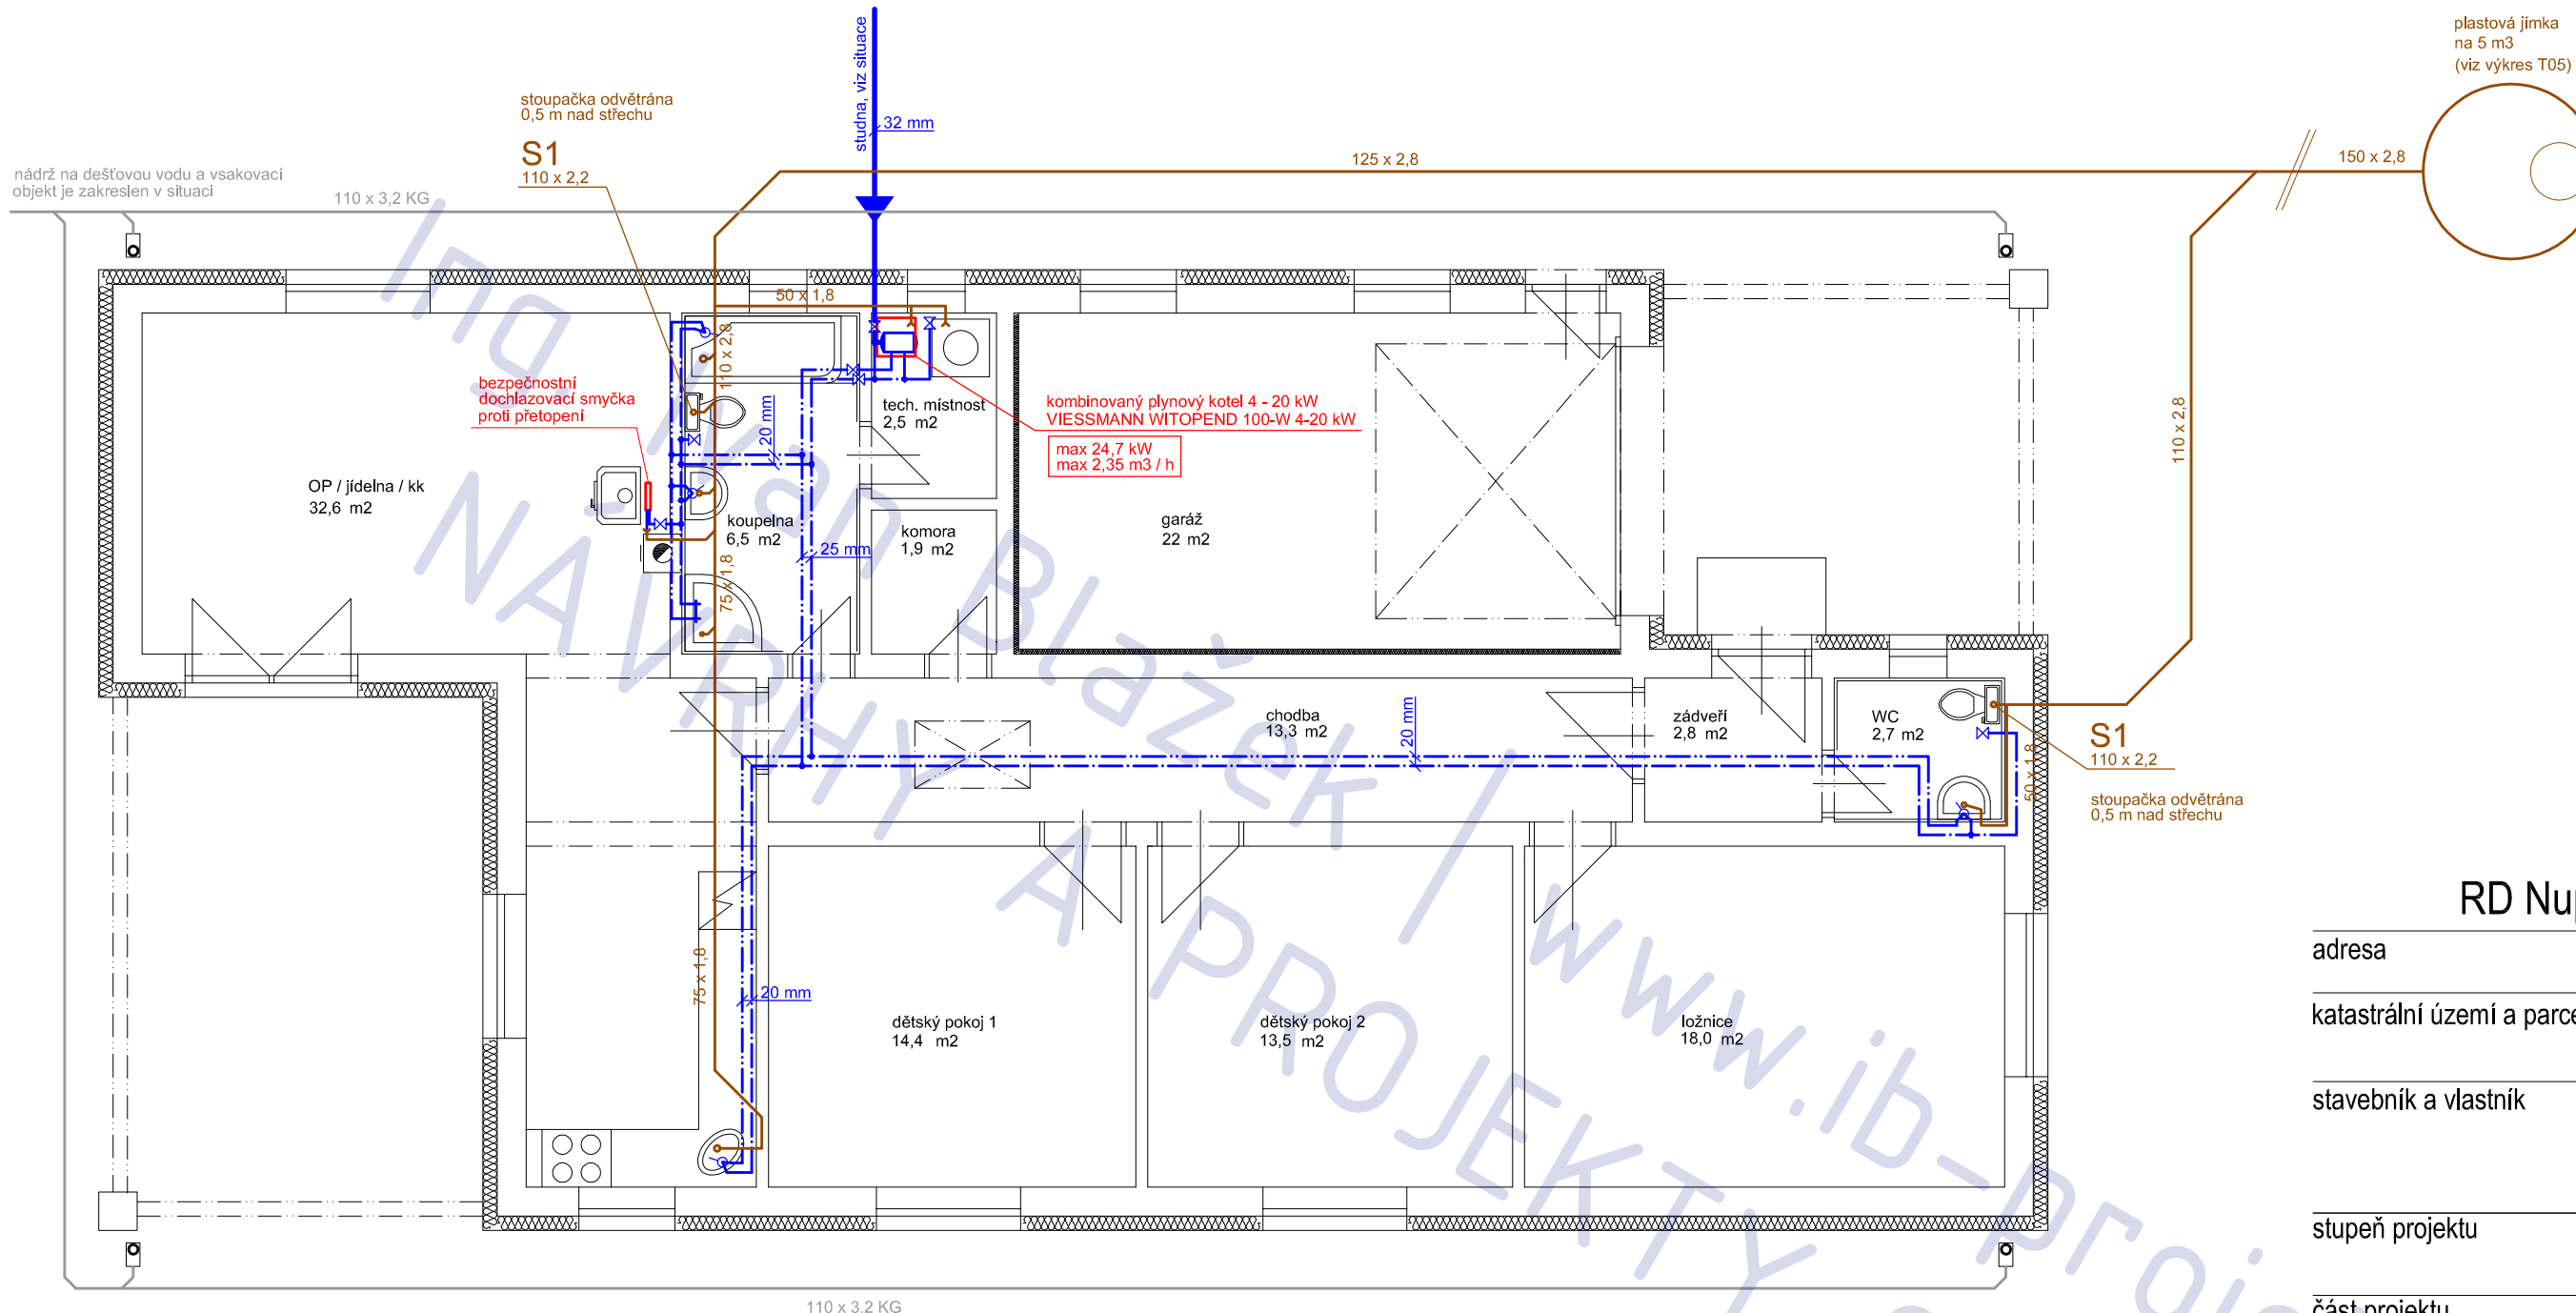 plastová jímka
na 5 m3
(viz výkres T05)
studna, viz situace
32 mm
stoupačka odvětrána
0,5 m nad střechu
S1
110 x 2,2
125 x 2,8
150 x 2,8
nádrž na dešťovou vodu a vsakovací
objekt je zakreslen v situaci
110 x 3,2 KG
50 x 1,8
110 x 2,8
bezpečnostní
dochlazovací smyčka
proti přetopení
tech. místnost
2,5 m2
kombinovaný plynový kotel 4 - 20 kW
VIESSMANN WITOPEND 100-W 4-20 kW
max 24,7 kW
max 2,35 m3 / h
20 mm
110 x 2,8
OP / jídelna / kk
32,6 m2
koupelna
6,5 m2
komora
1,9 m2
garáž
22 m2
25 mm
75 x 1,8
chodba
13,3 m2
20 mm
zádveří
2,8 m2
WC
2,7 m2
S1
110 x 2,2
50 x 1,8
stoupačka odvětrána
0,5 m nad střechu
75 x 1,8
20 mm
dětský pokoj 1
14,4 m2
dětský pokoj 2
13,5 m2
ložnice
18,0 m2
110 x 3,2 KG
RD Nup
adresa
katastrální území a parce
stavebník a vlastník
stupeň projektu
část projektu
Ing. Ivan Blažek / www.ib-proje
NÁVRHY A PROJEKTY